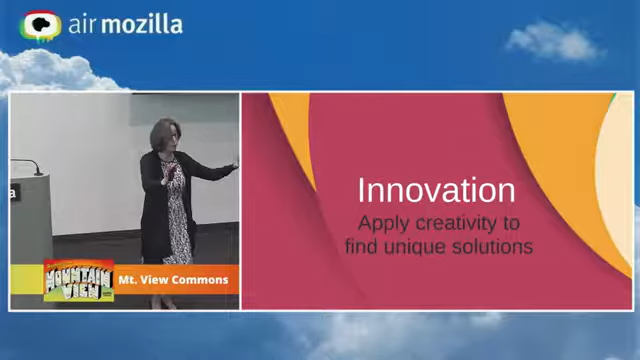 air mozilla
Innovation
Apply creativity to
find unique solutions
a
MOUNTAIN
VIEW
Mt. View Commons